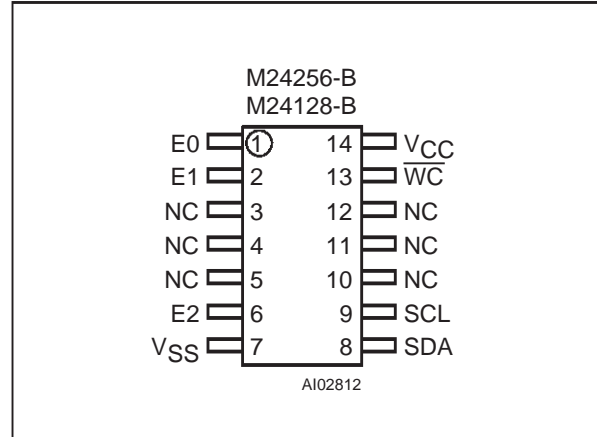 M24256-B
M24128-B
E0 1 14 VCC
E1 2 13 W̅C̅
NC 3 12 NC
NC 4 11 NC
NC 5 10 NC
E2 6 9 SCL
VSS 7 8 SDA
AI02812